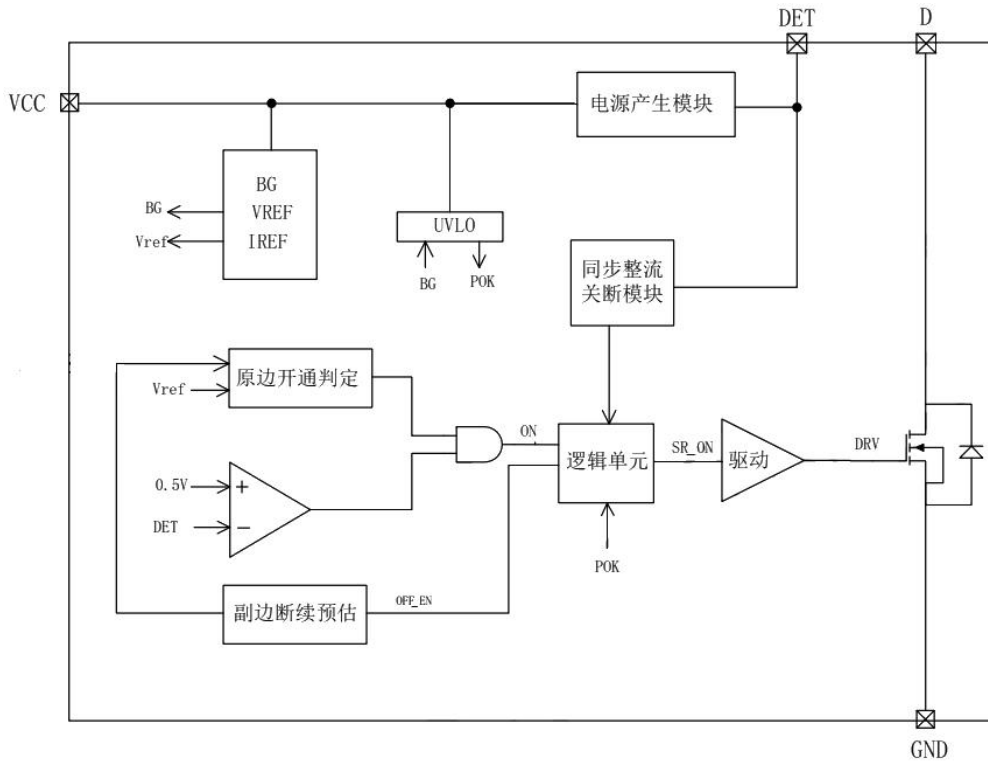 DET
D
VCC
电源产生模块
BG
VREF
IREF
BG
Vref
UVLO
BG
POK
同步整流
关断模块
原边开通判定
Vref
ON
逻辑单元
SR_ON
驱动
DRV
0.5V
+
DET
−
POK
副边断续预估
OFF_EN
GND